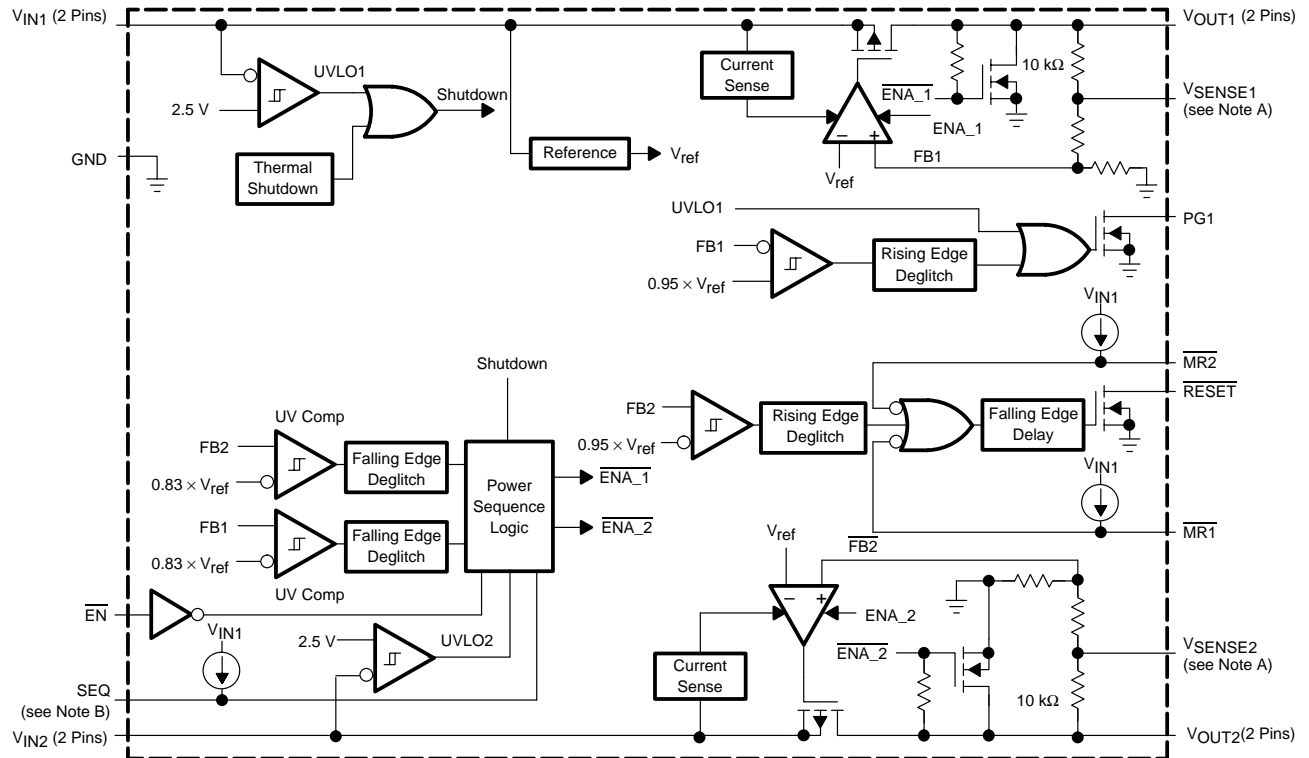 VIN1 (2 Pins)
VOUT1 (2 Pins)
UVLO1
2.5 V
Shutdown
Current
Sense
10 kΩ
ENA_1
VSENSE1
(see Note A)
ENA_1
GND
Thermal
Shutdown
Reference
Vref
FB1
Vref
UVLO1
PG1
FB1
Rising Edge
Deglitch
0.95 × Vref
VIN1
MR2
Shutdown
RESET
UV Comp
FB2
Rising Edge
Deglitch
Falling Edge
Delay
0.95 × Vref
FB2
Falling Edge
Deglitch
0.83 × Vref
Power
Sequence
Logic
ENA_1
VIN1
FB1
Falling Edge
Deglitch
0.83 × Vref
ENA_2
Vref
FB2
MR1
UV Comp
EN
VIN1
2.5 V
UVLO2
ENA_2
ENA_2
VSENSE2
(see Note A)
Current
Sense
10 kΩ
SEQ
(see Note B)
VIN2 (2 Pins)
VOUT2 (2 Pins)